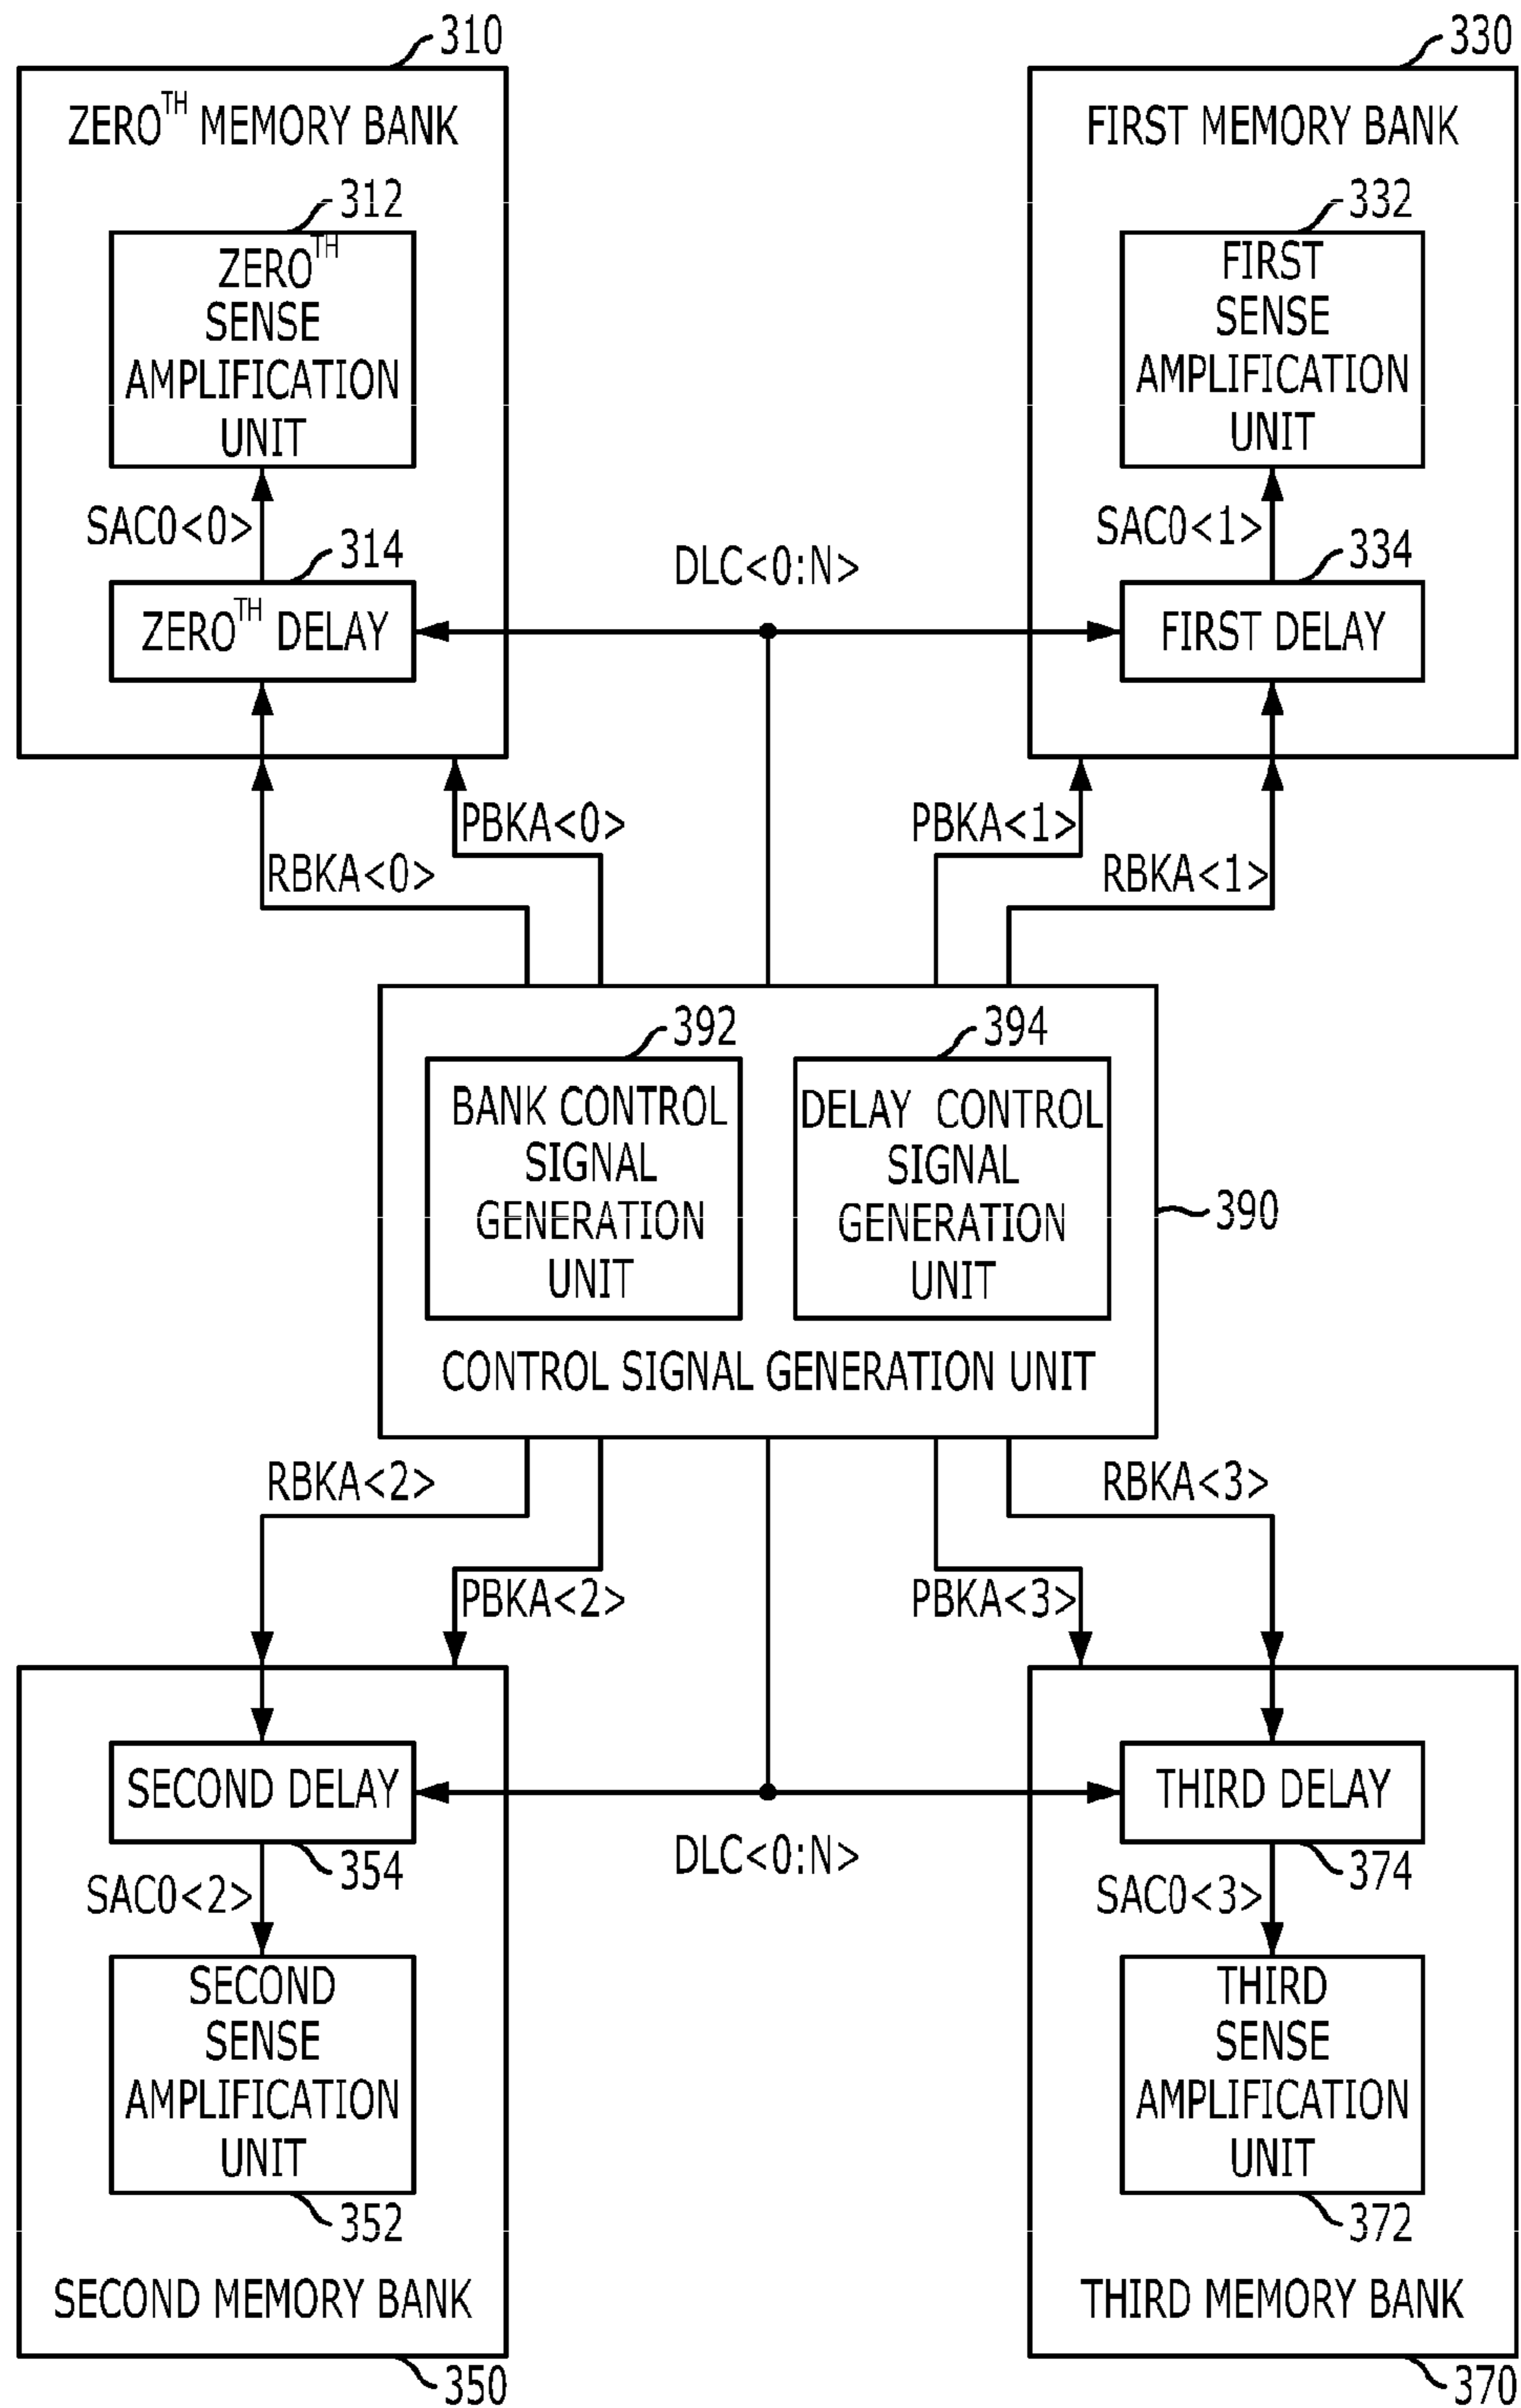 310
330
ZERO^TH MEMORY BANK
FIRST MEMORY BANK
312
332
ZERO^TH
SENSE
AMPLIFICATION
UNIT
FIRST
SENSE
AMPLIFICATION
UNIT
SAC0<0>
SAC0<1>
314
334
DLC<0:N>
ZERO^TH DELAY
FIRST DELAY
PBKA<0>
PBKA<1>
RBKA<0>
RBKA<1>
392
394
BANK CONTROL
SIGNAL
GENERATION
UNIT
DELAY CONTROL
SIGNAL
GENERATION
UNIT
390
CONTROL SIGNAL GENERATION UNIT
RBKA<2>
RBKA<3>
PBKA<2>
PBKA<3>
SECOND DELAY
THIRD DELAY
DLC<0:N>
354
374
SAC0<2>
SAC0<3>
SECOND
SENSE
AMPLIFICATION
UNIT
THIRD
SENSE
AMPLIFICATION
UNIT
352
372
SECOND MEMORY BANK
THIRD MEMORY BANK
350
370